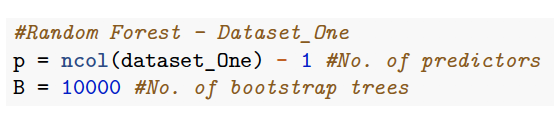 #Random Forest - Dataset_One
p = ncol(dataset_One) - 1 #No. of predictors
B = 10000 #No. of bootstrap trees